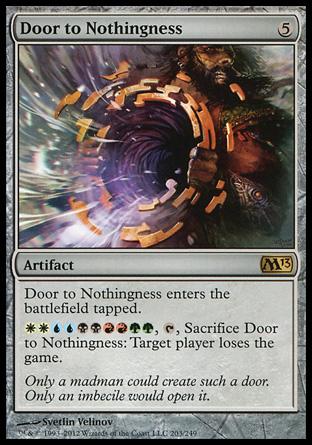 Door to Nothingness 5
Artifact M13
Door to Nothingness enters the
battlefield tapped.
, , Sacrifice Door
to Nothingness: Target player loses the
game.
Only a madman could create such a door.
Only an imbecile would open it.
Svetlin Velinov
™ & © 1993–2012 Wizards of the Coast LLC 203/249